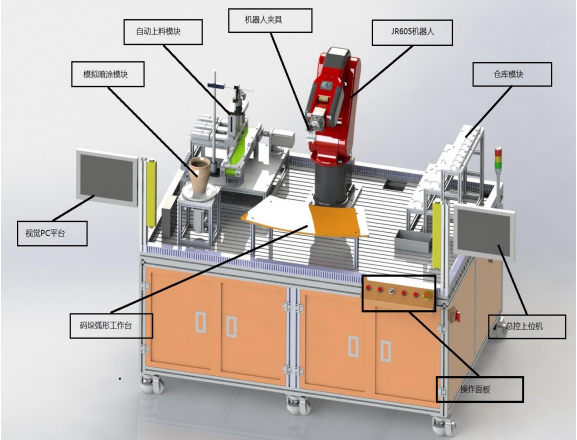 机器人夹具
自动上料模块
JR605机器人
模拟喷涂模块
仓库模块
视觉PC平台
码垛弧形工作台
总控上位机
操作面板